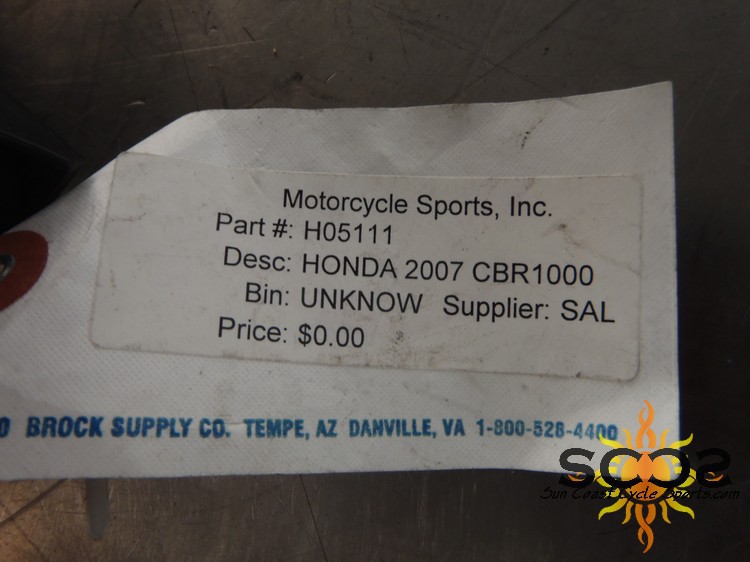 Motorcycle Sports, Inc.
Part #: H05111
Desc: HONDA 2007 CBR1000
Bin: UNKNOW Supplier: SAL
Price: $0.00
0 BROCK SUPPLY CO. TEMPE, AZ DANVILLE, VA 1-800-528-4400
SCCS
Sun Coast Cycle Sports.com